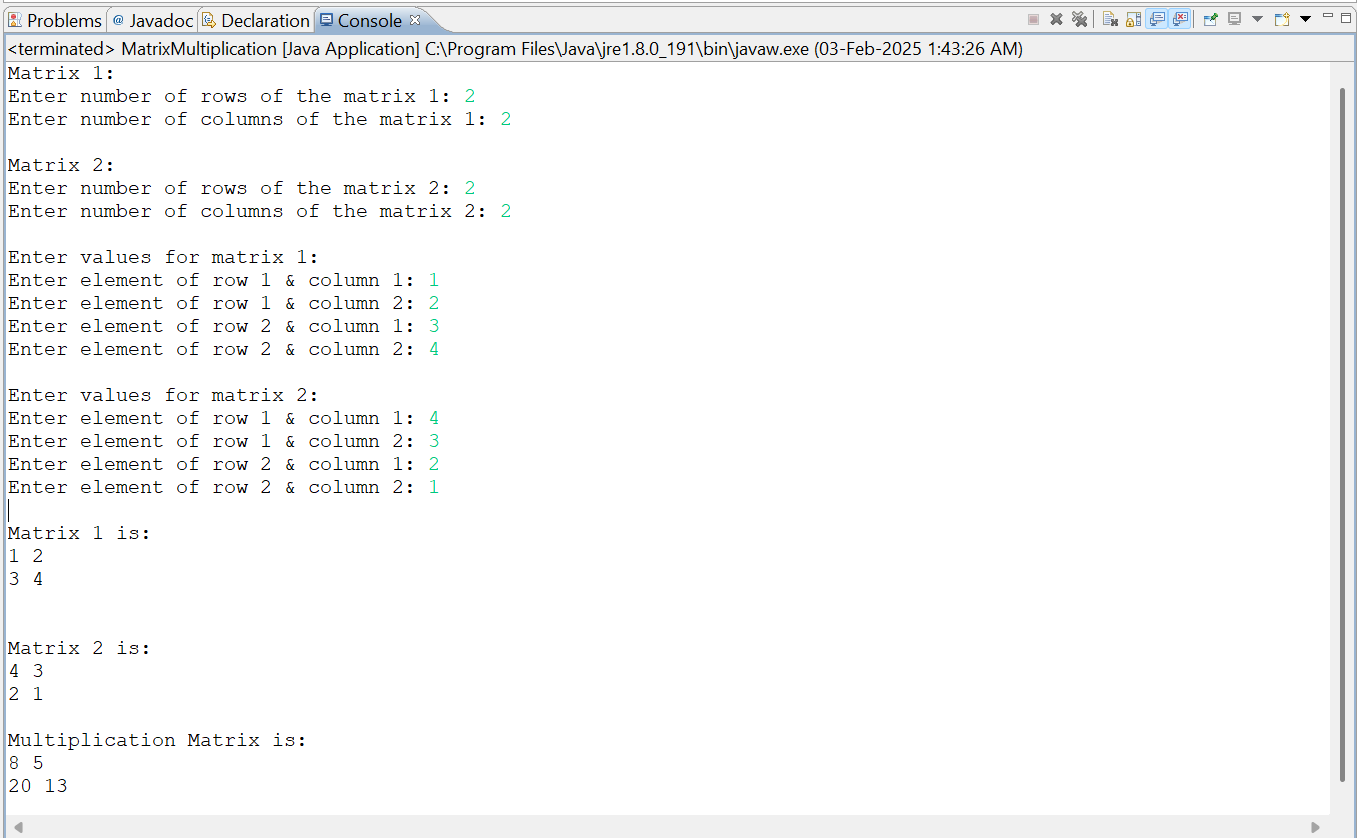 Problems @ Javadoc Declaration Console
<terminated> MatrixMultiplication [Java Application] C:\Program Files\Java\jre1.8.0_191\bin\javaw.exe (03-Feb-2025 1:43:26 AM)
Matrix 1:
Enter number of rows of the matrix 1: 2
Enter number of columns of the matrix 1: 2
Matrix 2:
Enter number of rows of the matrix 2: 2
Enter number of columns of the matrix 2: 2
Enter values for matrix 1:
Enter element of row 1 & column 1: 1
Enter element of row 1 & column 2: 2
Enter element of row 2 & column 1: 3
Enter element of row 2 & column 2: 4
Enter values for matrix 2:
Enter element of row 1 & column 1: 4
Enter element of row 1 & column 2: 3
Enter element of row 2 & column 1: 2
Enter element of row 2 & column 2: 1
Matrix 1 is:
1 2
3 4
Matrix 2 is:
4 3
2 1
Multiplication Matrix is:
8 5
20 13